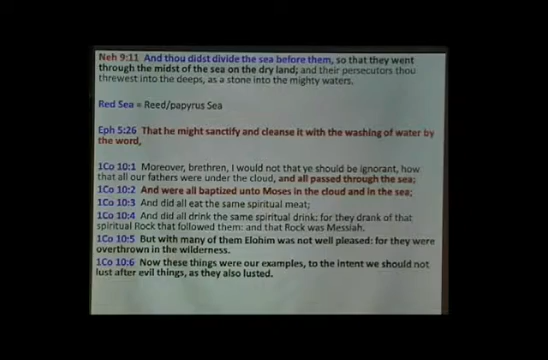 Neh 9:11 And thou didst divide the sea before them, so that they went
through the midst of the sea on the dry land; and their persecutors thou
threwest into the deeps, as a stone into the mighty waters.
Red Sea = Reed/papyrus Sea
Eph 5:26 That he might sanctify and cleanse it with the washing of water by
the word,
1Co 10:1 Moreover, brethren, I would not that ye should be ignorant, how
that all our fathers were under the cloud, and all passed through the sea;
1Co 10:2 And were all baptized unto Moses in the cloud and in the sea;
1Co 10:3 And did all eat the same spiritual meat;
1Co 10:4 And did all drink the same spiritual drink: for they drank of that
spiritual Rock that followed them: and that Rock was Messiah.
1Co 10:5 But with many of them Elohim was not well pleased: for they were
overthrown in the wilderness.
1Co 10:6 Now these things were our examples, to the intent we should not
lust after evil things, as they also lusted.